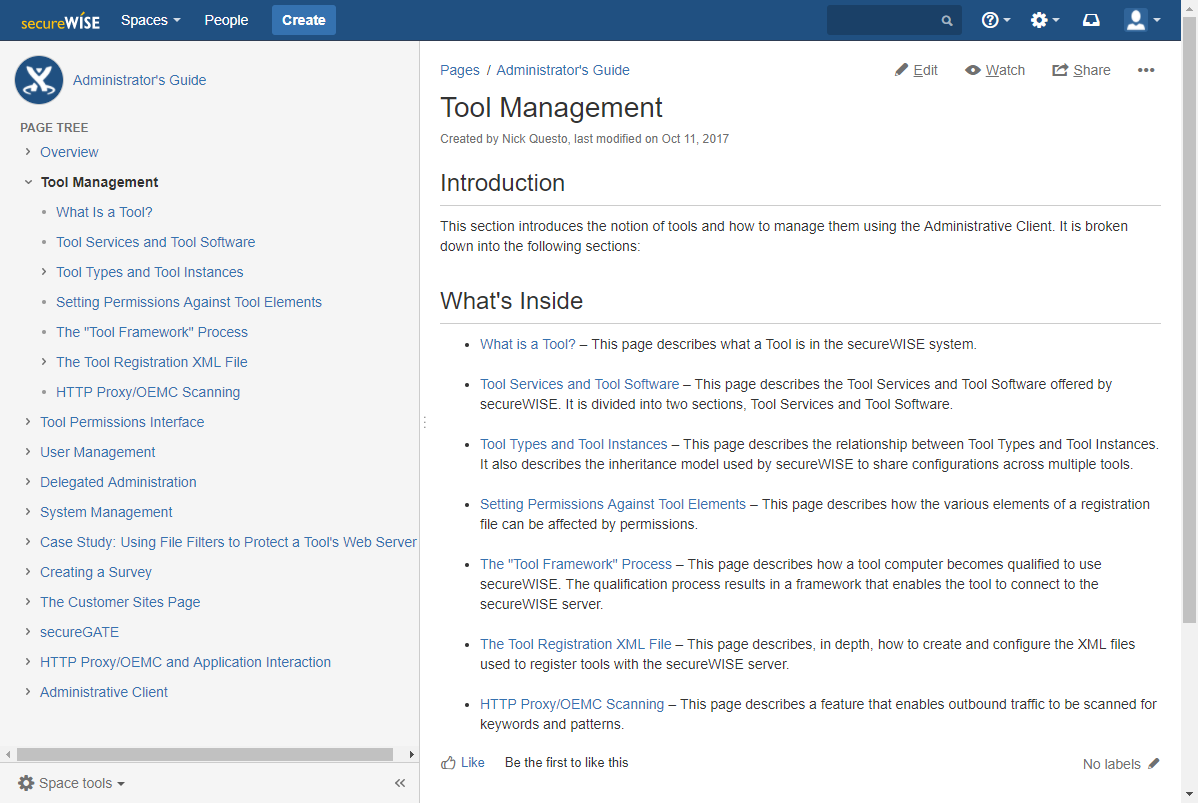 secureWISE Spaces People Create
Administrator's Guide
PAGE TREE
Overview
Tool Management
What Is a Tool?
Tool Services and Tool Software
Tool Types and Tool Instances
Setting Permissions Against Tool Elements
The "Tool Framework" Process
The Tool Registration XML File
HTTP Proxy/OEMC Scanning
Tool Permissions Interface
User Management
Delegated Administration
System Management
Case Study: Using File Filters to Protect a Tool's Web Server
Creating a Survey
The Customer Sites Page
secureGATE
HTTP Proxy/OEMC and Application Interaction
Administrative Client
Space tools
Pages / Administrator's Guide
Edit Watch Share
Tool Management
Created by Nick Questo, last modified on Oct 11, 2017
Introduction
This section introduces the notion of tools and how to manage them using the Administrative Client. It is broken
down into the following sections:
What's Inside
• What is a Tool? – This page describes what a Tool is in the secureWISE system.
• Tool Services and Tool Software – This page describes the Tool Services and Tool Software offered by
secureWISE. It is divided into two sections, Tool Services and Tool Software.
• Tool Types and Tool Instances – This page describes the relationship between Tool Types and Tool Instances.
It also describes the inheritance model used by secureWISE to share configurations across multiple tools.
• Setting Permissions Against Tool Elements – This page describes how the various elements of a registration
file can be affected by permissions.
• The "Tool Framework" Process – This page describes how a tool computer becomes qualified to use
secureWISE. The qualification process results in a framework that enables the tool to connect to the
secureWISE server.
• The Tool Registration XML File – This page describes, in depth, how to create and configure the XML files
used to register tools with the secureWISE server.
• HTTP Proxy/OEMC Scanning – This page describes a feature that enables outbound traffic to be scanned for
keywords and patterns.
Like Be the first to like this
No labels